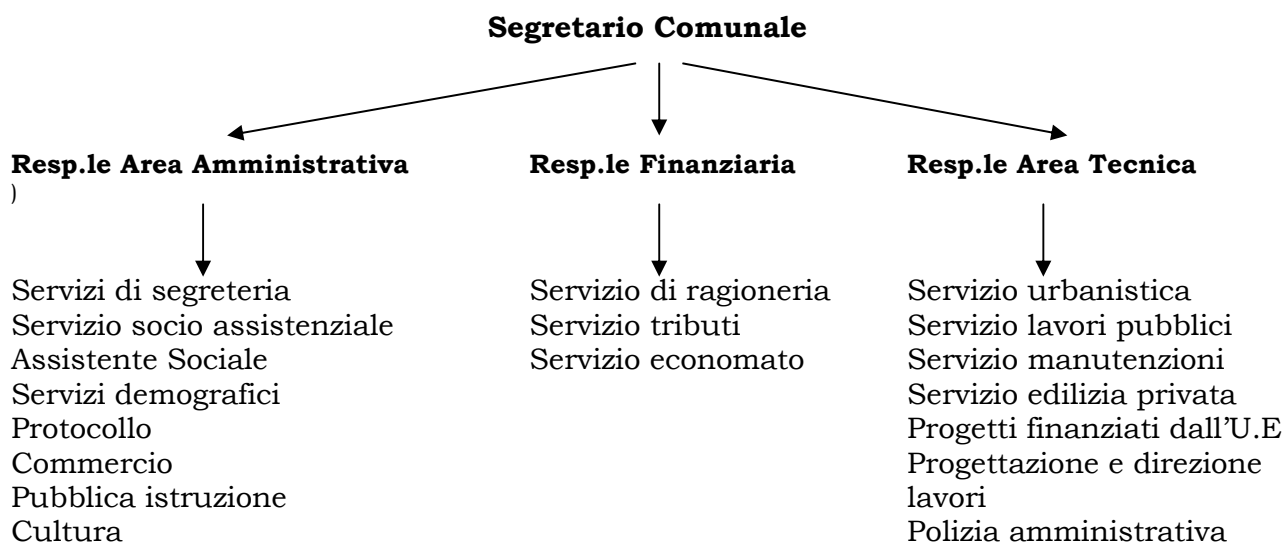 Segretario Comunale
Resp.le Area Amministrativa
)
Servizi di segreteria
Servizio socio assistenziale
Assistente Sociale
Servizi demografici
Protocollo
Commercio
Pubblica istruzione
Cultura
Resp.le Finanziaria
Servizio di ragioneria
Servizio tributi
Servizio economato
Resp.le Area Tecnica
Servizio urbanistica
Servizio lavori pubblici
Servizio manutenzioni
Servizio edilizia privata
Progetti finanziati dall’U.E
Progettazione e direzione
lavori
Polizia amministrativa